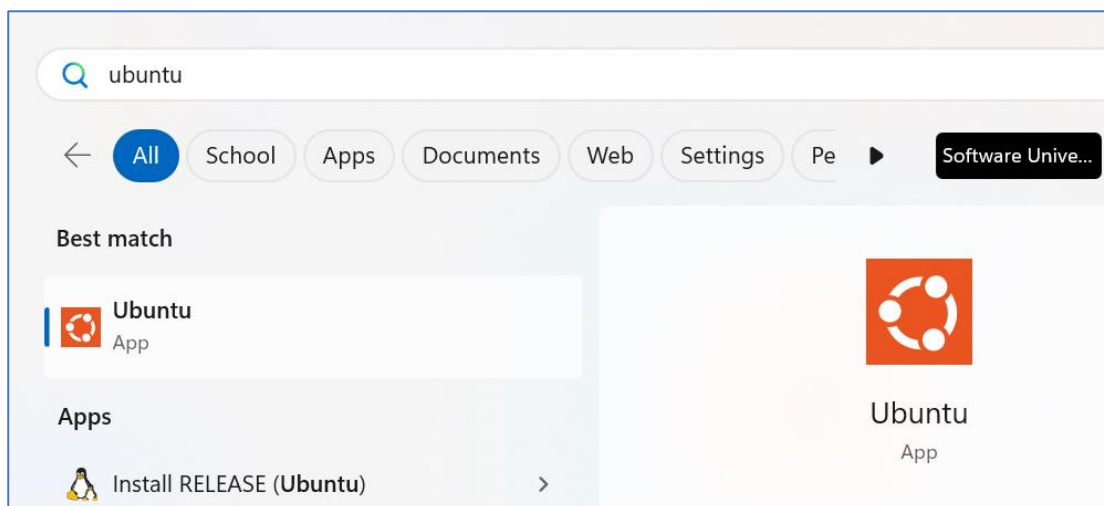 ubuntu
All School Apps Documents Web Settings Pe Software Unive...
Best match
Ubuntu
App
Apps
Install RELEASE (Ubuntu)
Ubuntu
App